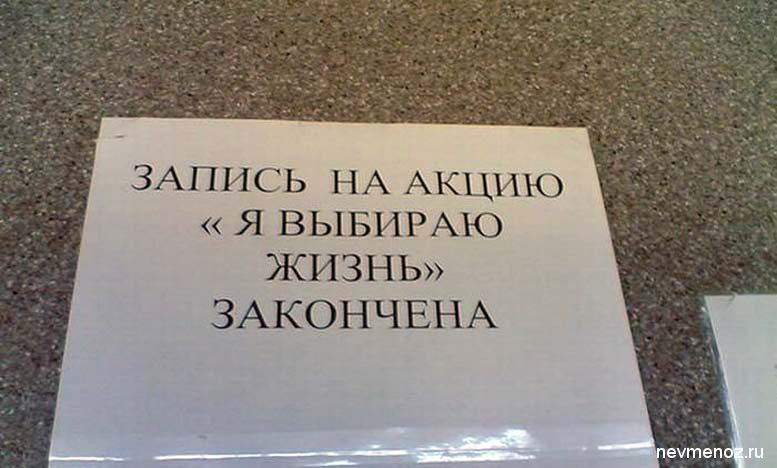 ЗАПИСЬ НА АКЦИЮ
« Я ВЫБИРАЮ
ЖИЗНЬ»
ЗАКОНЧЕНА
nevmenoz.ru